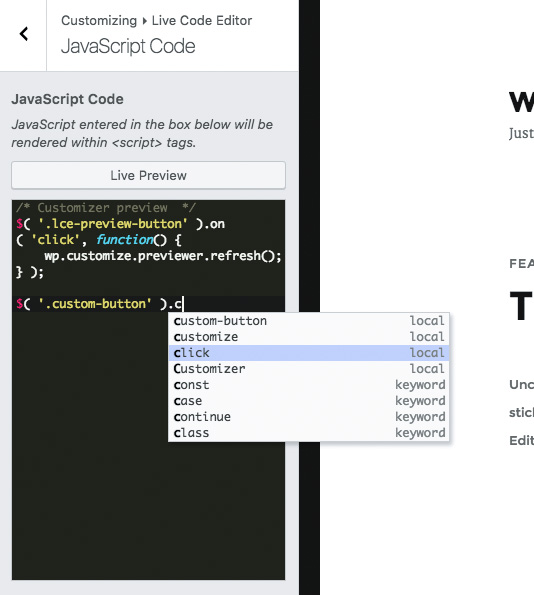 Customizing ▸ Live Code Editor
JavaScript Code
JavaScript Code
JavaScript entered in the box below will be
rendered within <script> tags.
Live Preview
/* Customizer preview  */
$( '.lce-preview-button' ).on
( 'click', function() {
    wp.customize.previewer.refresh();
} );
$( '.custom-button' ).c
custom-button local
customize local
click local
Customizer local
const keyword
case keyword
continue keyword
class keyword
Just
FEA
T
Unc
stic
Edit